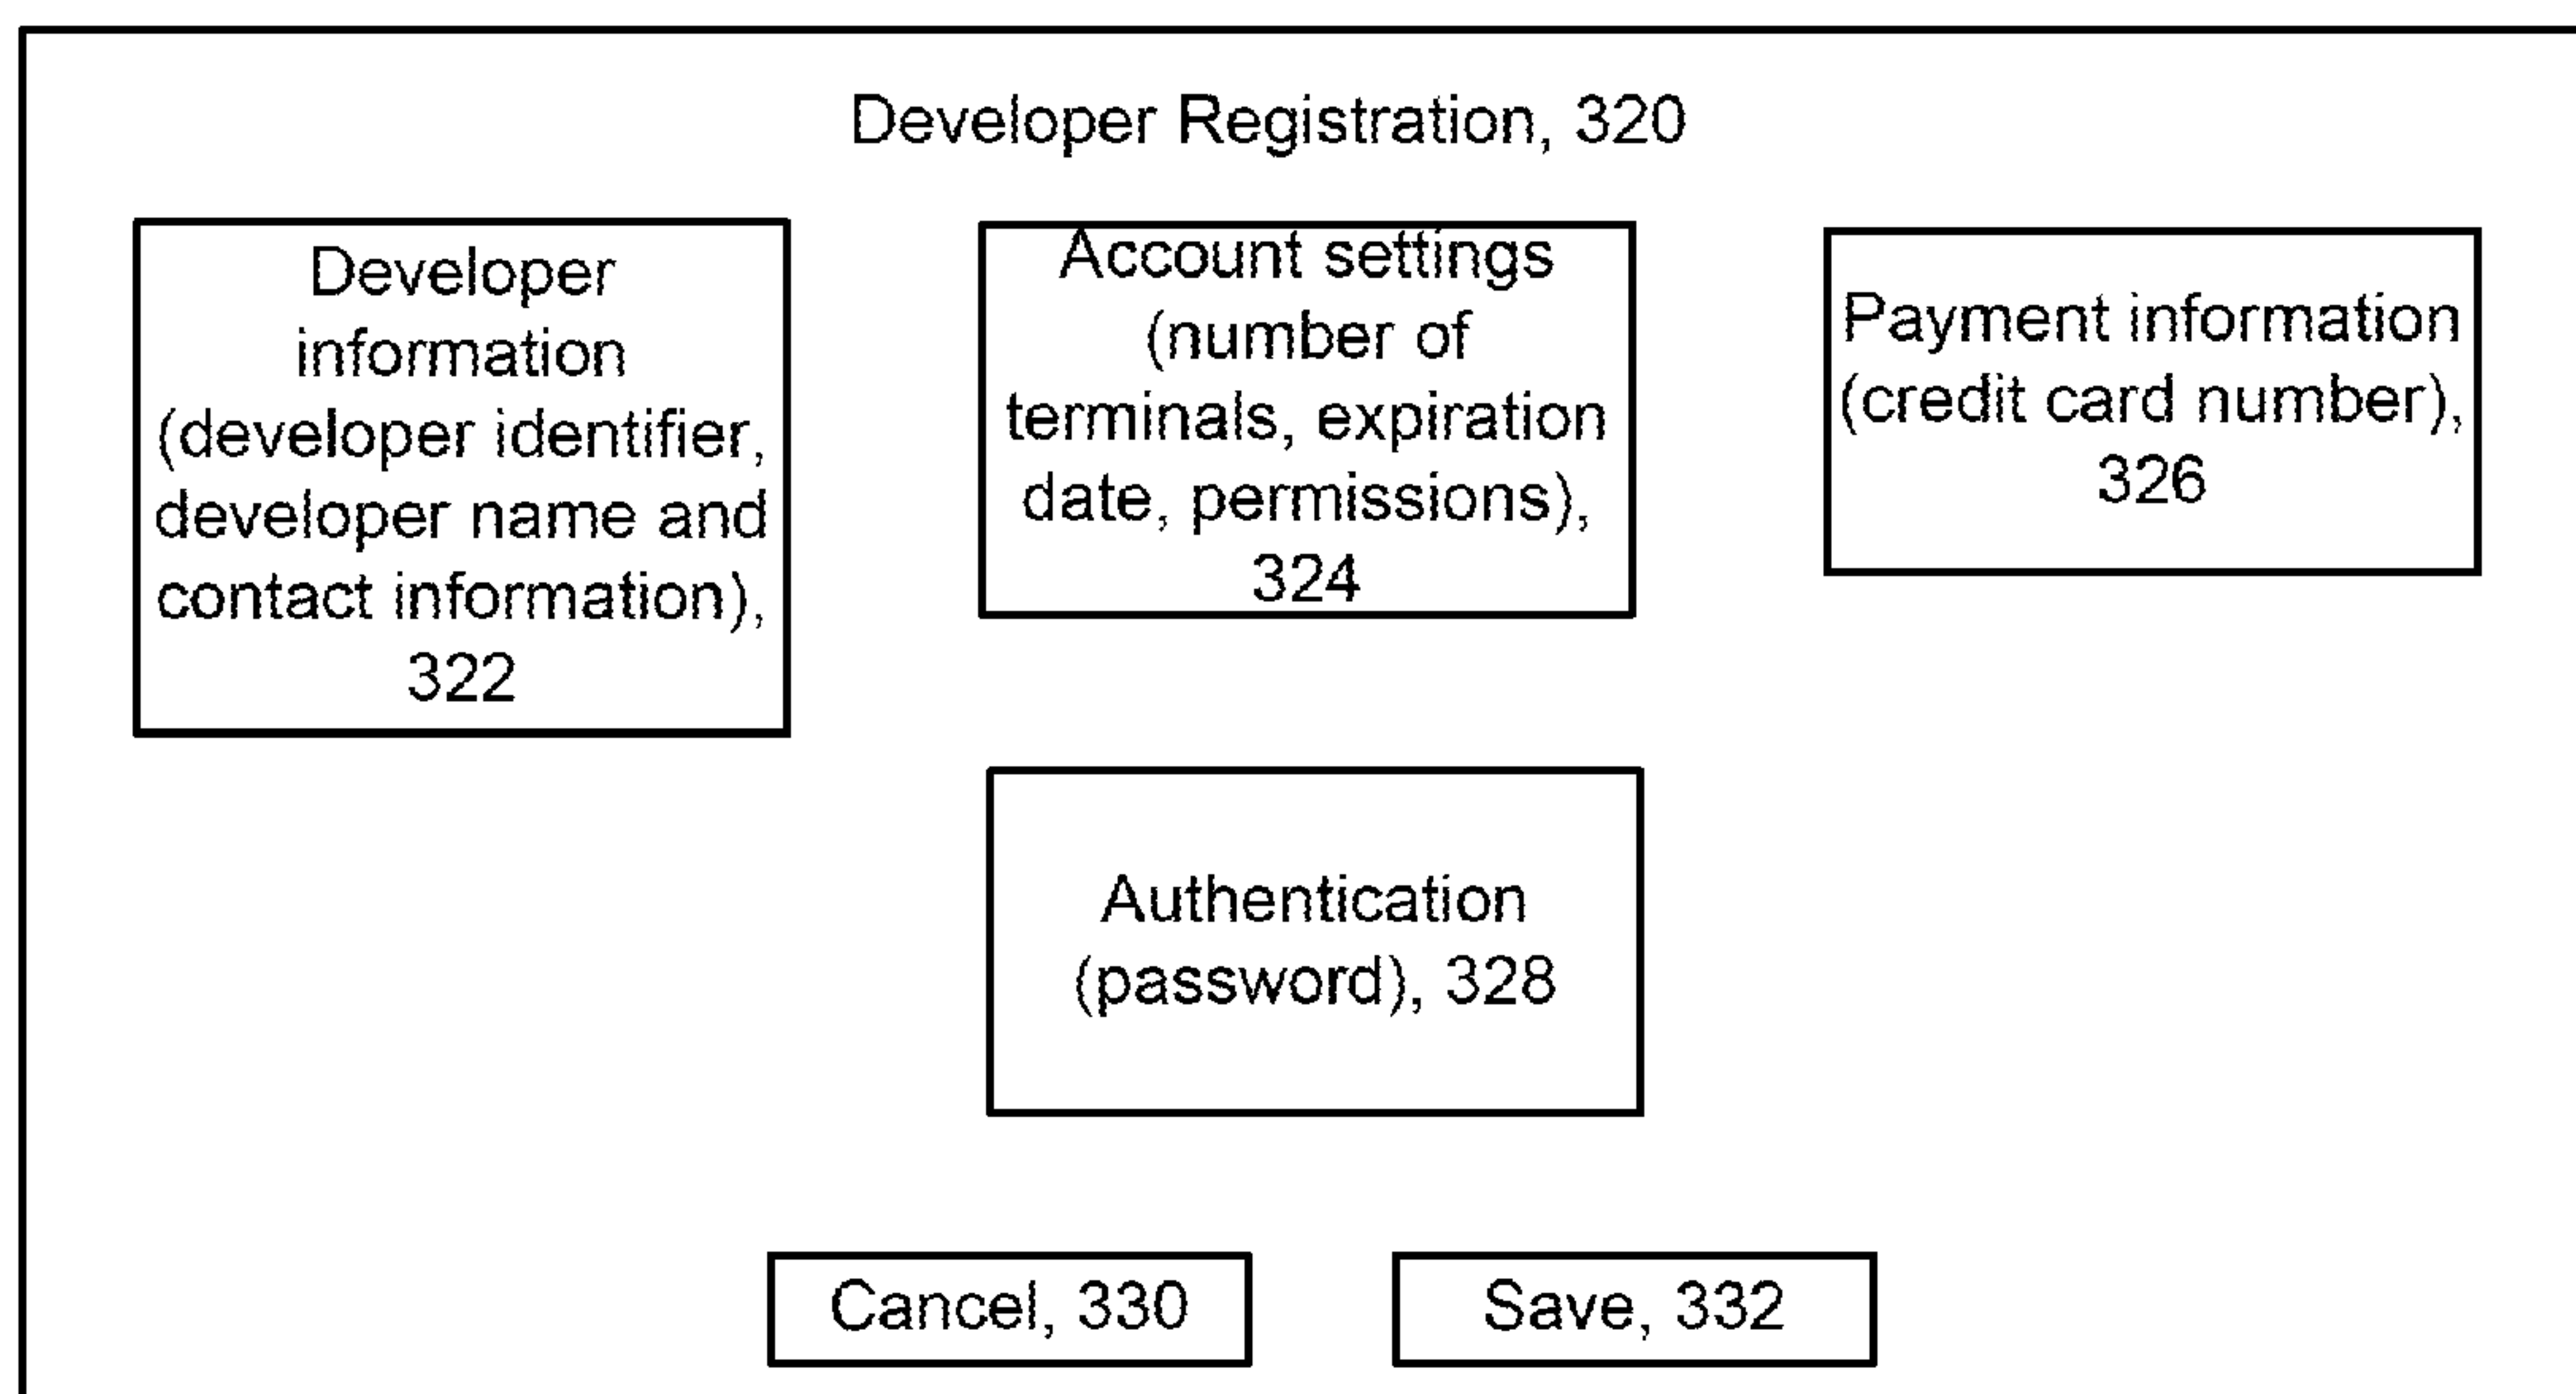 Developer Registration, 320
Developer
information
(developer identifier,
developer name and
contact information),
322
Account settings
(number of
terminals, expiration
date, permissions),
324
Payment information
(credit card number),
326
Authentication
(password), 328
Cancel, 330
Save, 332